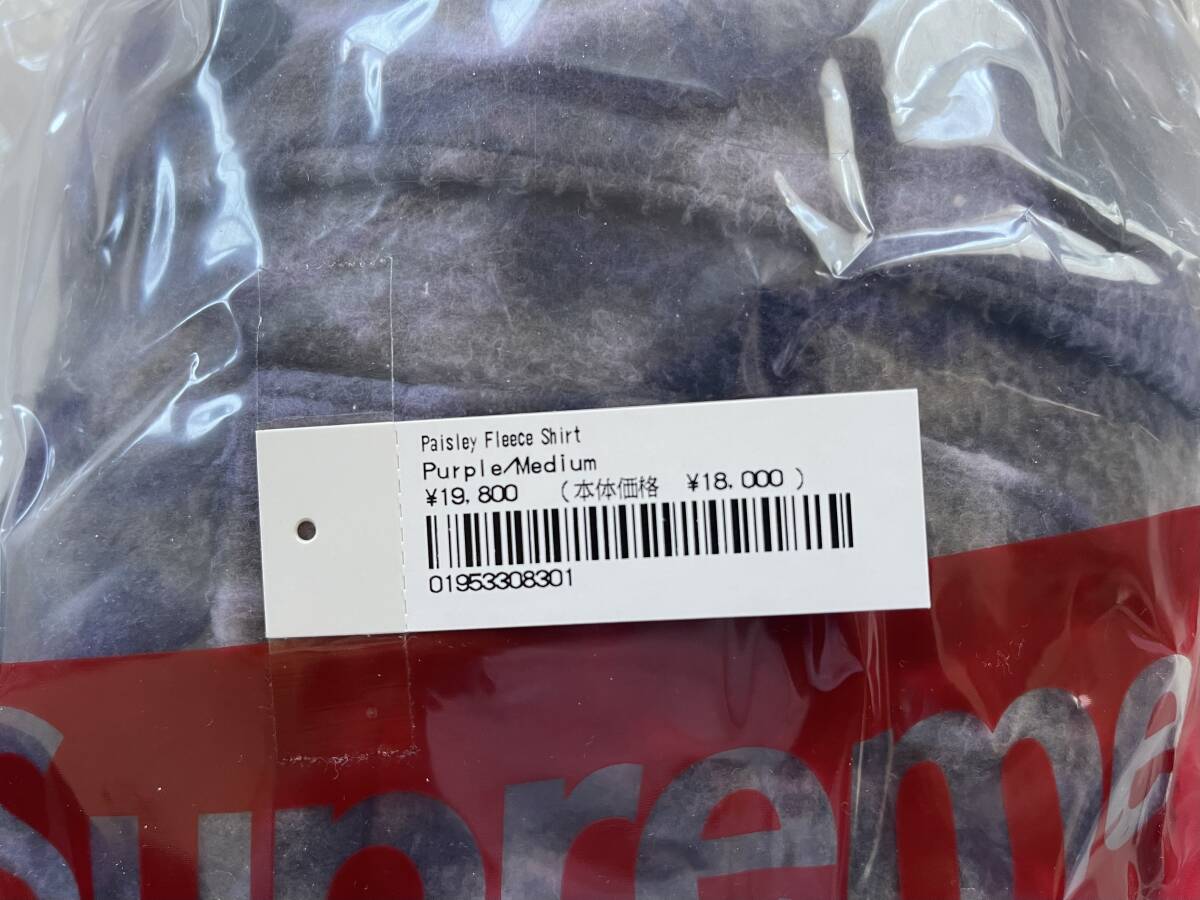 Paisley Fleece Shirt
Purple/Medium
¥19,800 (本体価格 ¥18,000 )
01953308301
Supreme